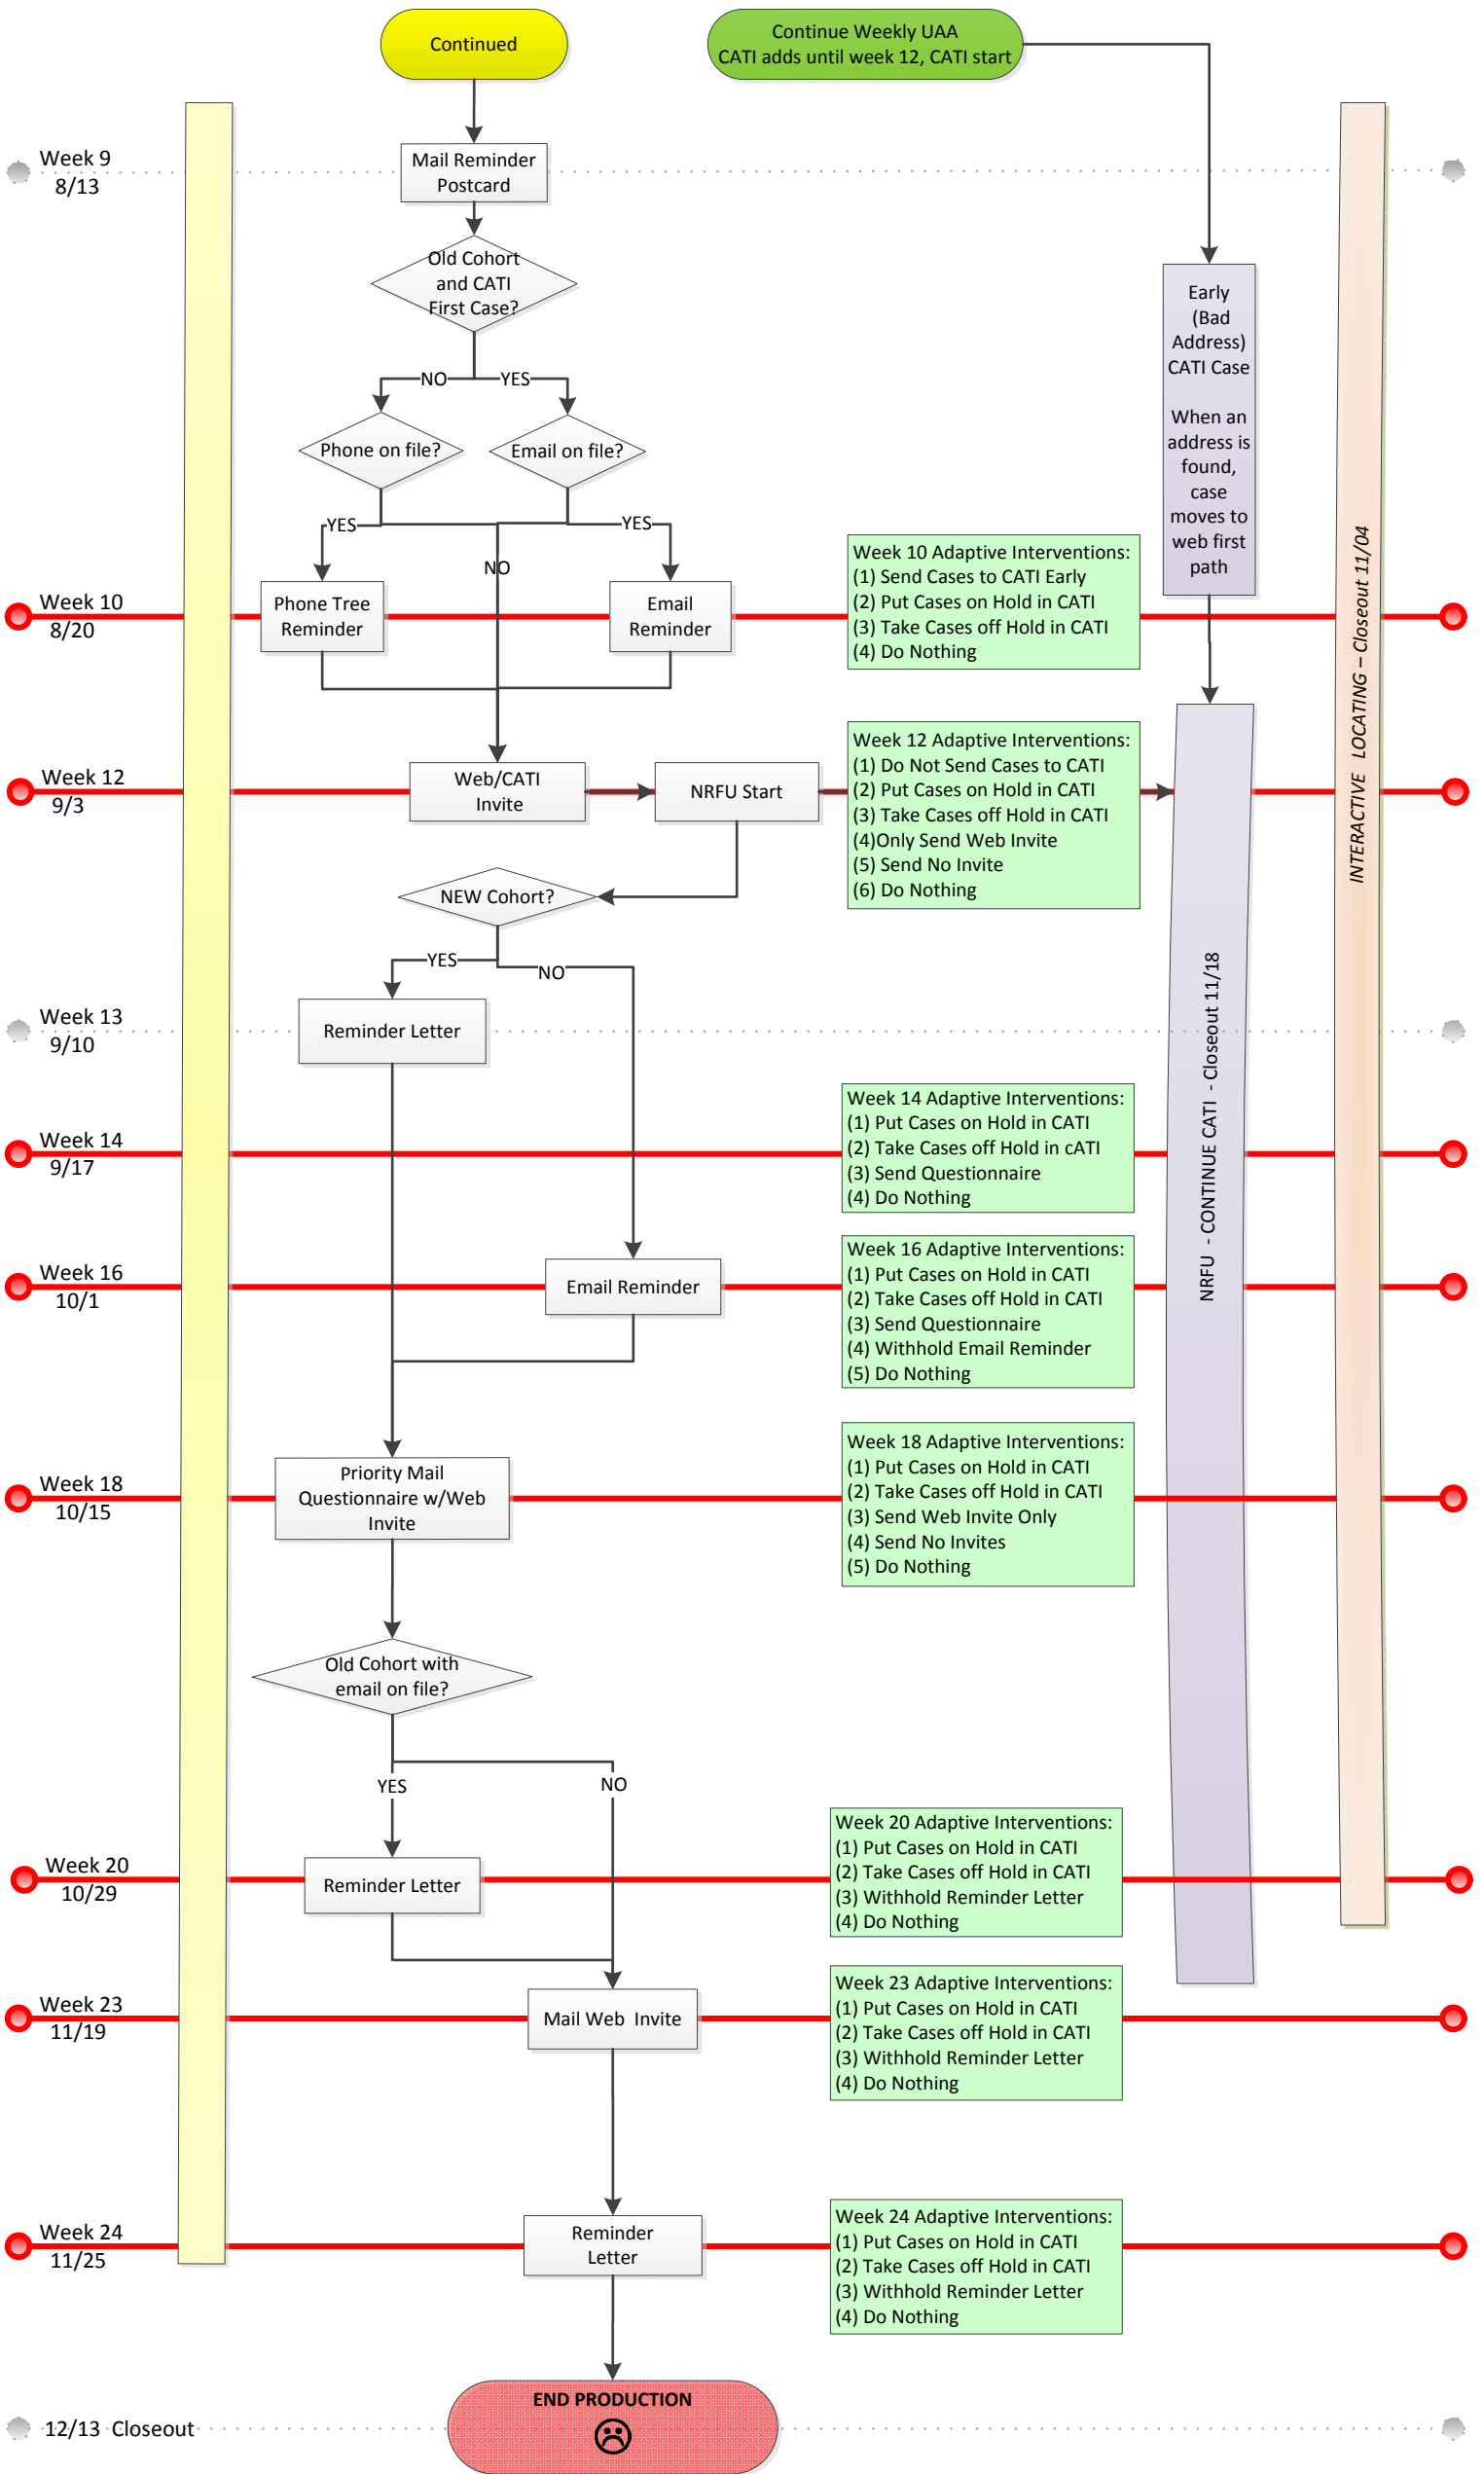 Continued
Continue Weekly UAA
CATI adds until week 12, CATI start
Week 9
8/13
Mail Reminder
Postcard
Old Cohort
and CATI
First Case?
NO
YES
Phone on file?
Email on file?
YES
NO
YES
Early
(Bad
Address)
CATI Case
When an
address is
found,
case
moves to
web first
path
INTERACTIVE LOCATING – Closeout 11/04
Week 10
8/20
Phone Tree
Reminder
Email
Reminder
Week 10 Adaptive Interventions:
(1) Send Cases to CATI Early
(2) Put Cases on Hold in CATI
(3) Take Cases off Hold in CATI
(4) Do Nothing
Week 12
9/3
Web/CATI
Invite
NRFU Start
Week 12 Adaptive Interventions:
(1) Do Not Send Cases to CATI
(2) Put Cases on Hold in CATI
(3) Take Cases off Hold in CATI
(4)Only Send Web Invite
(5) Send No Invite
(6) Do Nothing
NEW Cohort?
YES
NO
NRFU - CONTINUE CATI - Closeout 11/18
Week 13
9/10
Reminder Letter
Week 14
9/17
Week 14 Adaptive Interventions:
(1) Put Cases on Hold in CATI
(2) Take Cases off Hold in cATI
(3) Send Questionnaire
(4) Do Nothing
Week 16
10/1
Email Reminder
Week 16 Adaptive Interventions:
(1) Put Cases on Hold in CATI
(2) Take Cases off Hold in CATI
(3) Send Questionnaire
(4) Withhold Email Reminder
(5) Do Nothing
Week 18
10/15
Priority Mail
Questionnaire w/Web
Invite
Week 18 Adaptive Interventions:
(1) Put Cases on Hold in CATI
(2) Take Cases off Hold in CATI
(3) Send Web Invite Only
(4) Send No Invites
(5) Do Nothing
Old Cohort with
email on file?
YES
NO
Week 20
10/29
Reminder Letter
Week 20 Adaptive Interventions:
(1) Put Cases on Hold in CATI
(2) Take Cases off Hold in CATI
(3) Withhold Reminder Letter
(4) Do Nothing
Week 23
11/19
Mail Web Invite
Week 23 Adaptive Interventions:
(1) Put Cases on Hold in CATI
(2) Take Cases off Hold in CATI
(3) Withhold Reminder Letter
(4) Do Nothing
Week 24
11/25
Reminder
Letter
Week 24 Adaptive Interventions:
(1) Put Cases on Hold in CATI
(2) Take Cases off Hold in CATI
(3) Withhold Reminder Letter
(4) Do Nothing
END PRODUCTION
12/13 Closeout